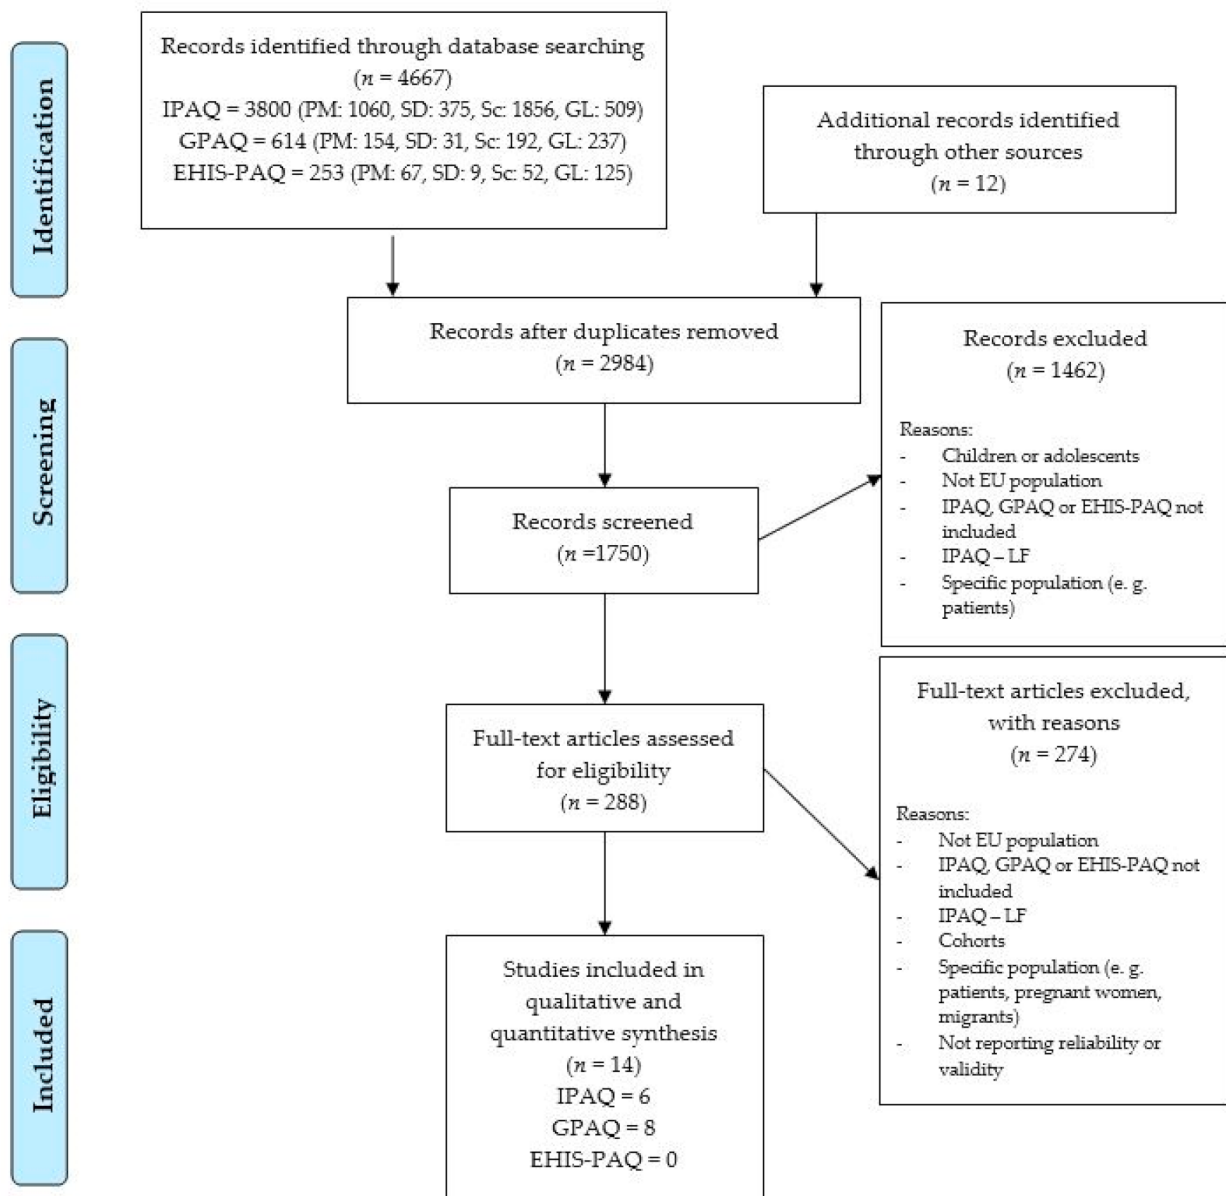 Identification
Records identified through database searching
(n = 4667)
IPAQ = 3800 (PM: 1060, SD: 375, Sc: 1856, GL: 509)
GPAQ = 614 (PM: 154, SD: 31, Sc: 192, GL: 237)
EHIS-PAQ = 253 (PM: 67, SD: 9, Sc: 52, GL: 125)
Additional records identified
through other sources
(n = 12)
Records after duplicates removed
(n = 2984)
Screening
Records screened
(n =1750)
Records excluded
(n = 1462)
Reasons:
- Children or adolescents
- Not EU population
- IPAQ, GPAQ or EHIS-PAQ not
included
- IPAQ – LF
- Specific population (e. g.
patients)
Eligibility
Full-text articles assessed
for eligibility
(n = 288)
Full-text articles excluded,
with reasons
(n = 274)
Reasons:
- Not EU population
- IPAQ, GPAQ or EHIS-PAQ not
included
- IPAQ – LF
- Cohorts
- Specific population (e. g.
patients, pregnant women,
migrants)
- Not reporting reliability or
validity
Included
Studies included in
qualitative and
quantitative synthesis
(n = 14)
IPAQ = 6
GPAQ = 8
EHIS-PAQ = 0